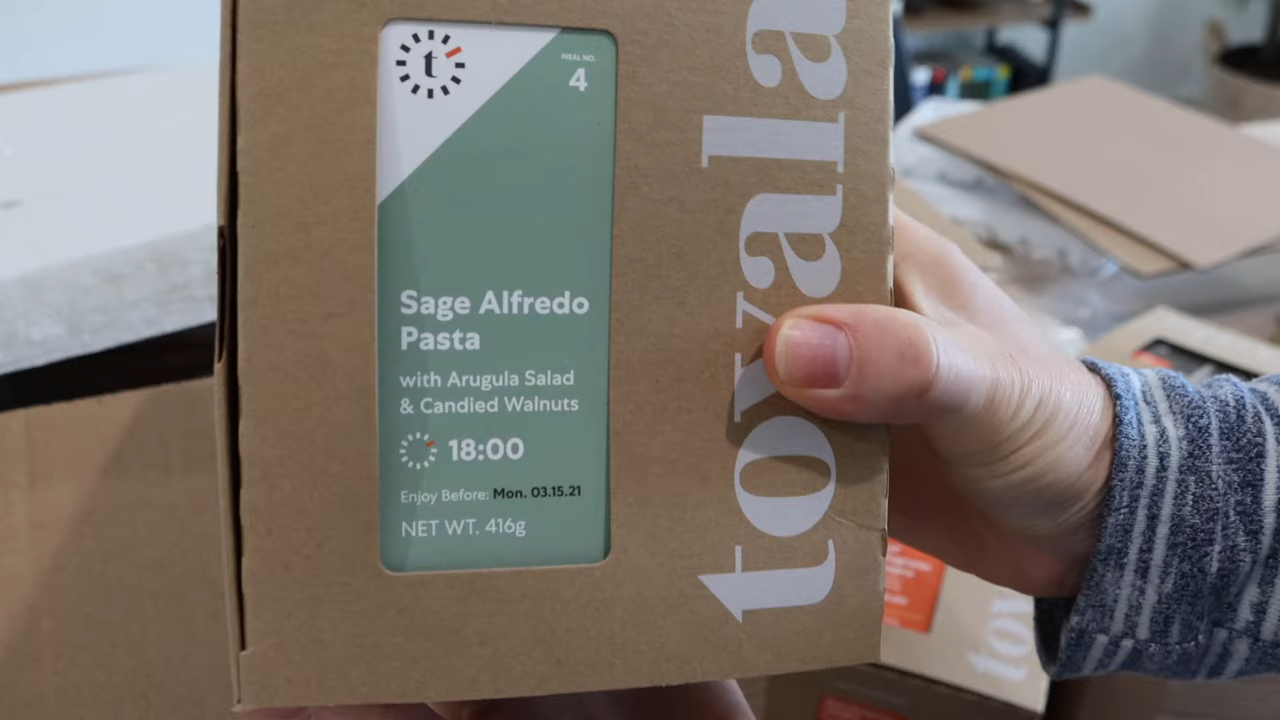 t
MEAL NO.
4
Sage Alfredo
Pasta
with Arugula Salad
& Candied Walnuts
18:00
Enjoy Before: Mon. 03.15.21
NET WT. 416g
tovala
tov